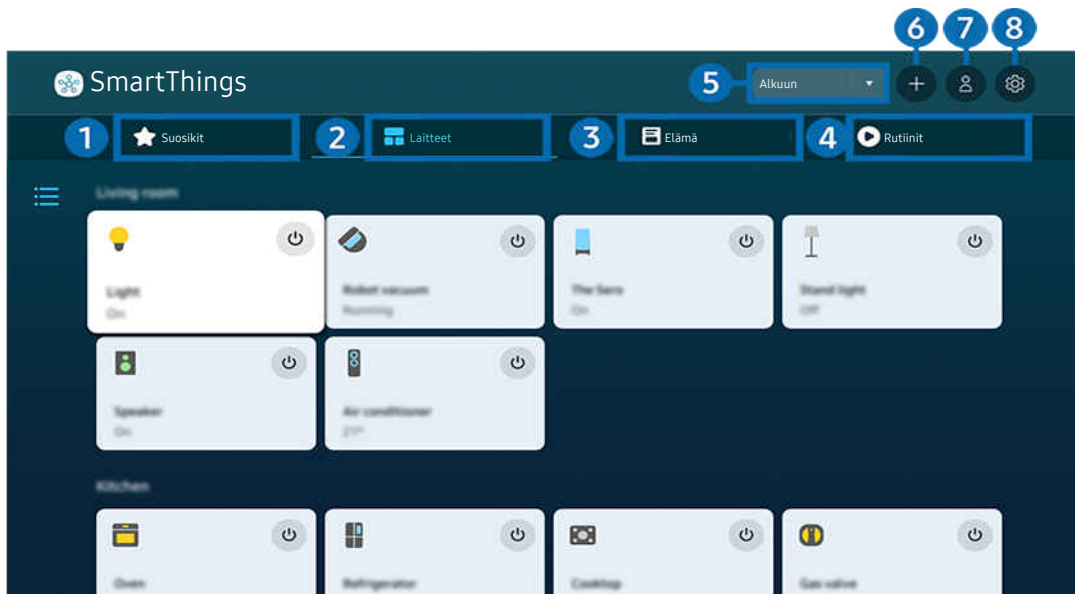 6 7 8
SmartThings
5 Alkuun
1 Suosikit
2 Laitteet
3 Elämä
4 Rutiinit
Living room
Light
On
Robot vacuum
Running
The Sero
On
Stand light
Off
Speaker
On
Air conditioner
21°
Kitchen
Oven
Refrigerator
Cooktop
Gas valve